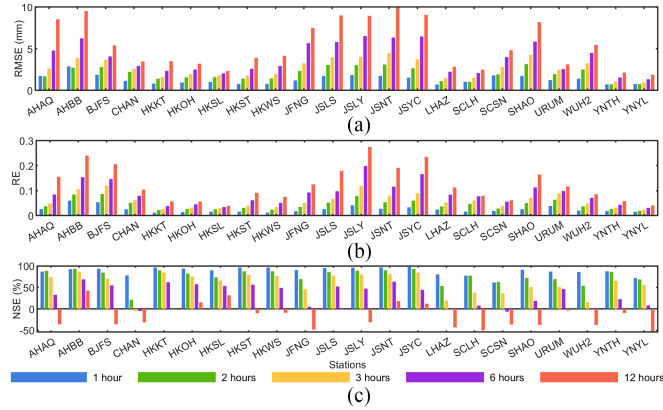 10
5
0
RMSE (mm)
AHAQ AHBB BJFS CHAN HKKT HKOH HKSL HKST HKWS JFNG JSLS JSLY JSNT JSYC LHAZ SCLH SCSN SHAO URUM WUH2 YNTH YNYL
(a)
0.3
0.2
0.1
0
RE
AHAQ AHBB BJFS CHAN HKKT HKOH HKSL HKST HKWS JFNG JSLS JSLY JSNT JSYC LHAZ SCLH SCSN SHAO URUM WUH2 YNTH YNYL
(b)
100
50
0
-50
NSE (%)
AHAQ AHBB BJFS CHAN HKKT HKOH HKSL HKST HKWS JFNG JSLS JSLY JSNT JSYC LHAZ SCLH SCSN SHAO URUM WUH2 YNTH YNYL
Stations
1 hour 2 hours 3 hours 6 hours 12 hours
(c)